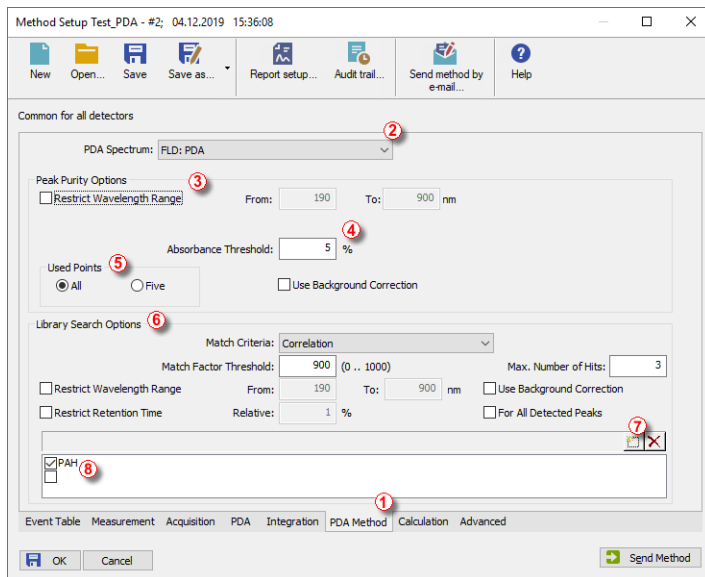 Method Setup Test_PDA - #2; 04.12.2019 15:36:08
New Open... Save Save as... Report setup... Audit trail... Send method by e-mail... Help
Common for all detectors
2
PDA Spectrum: FLD: PDA
Peak Purity Options 3
Restrict Wavelength Range From: 190 To: 900 nm
4
Absorbance Threshold: 5 %
Used Points 5
All Five Use Background Correction
Library Search Options 6
Match Criteria: Correlation
Match Factor Threshold: 900 (0 .. 1000) Max. Number of Hits: 3
Restrict Wavelength Range From: 190 To: 900 nm Use Background Correction
Restrict Retention Time Relative: 1 % For All Detected Peaks
7
PAH 8
1
Event Table Measurement Acquisition PDA Integration PDA Method Calculation Advanced
OK Cancel Send Method